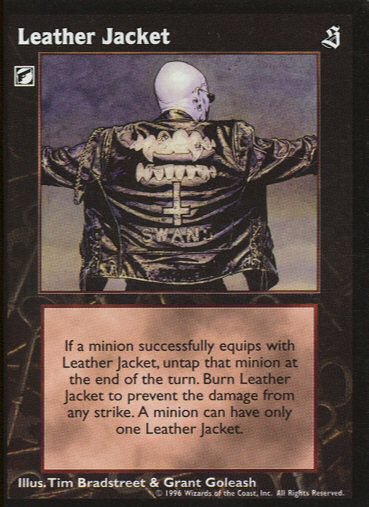 Leather Jacket
SWANS
If a minion successfully equips with
Leather Jacket, untap that minion at
the end of the turn. Burn Leather
Jacket to prevent the damage from
any strike. A minion can have only
one Leather Jacket.
Illus. Tim Bradstreet & Grant Goleash
© 1996 Wizards of the Coast, Inc. All Rights Reserved.